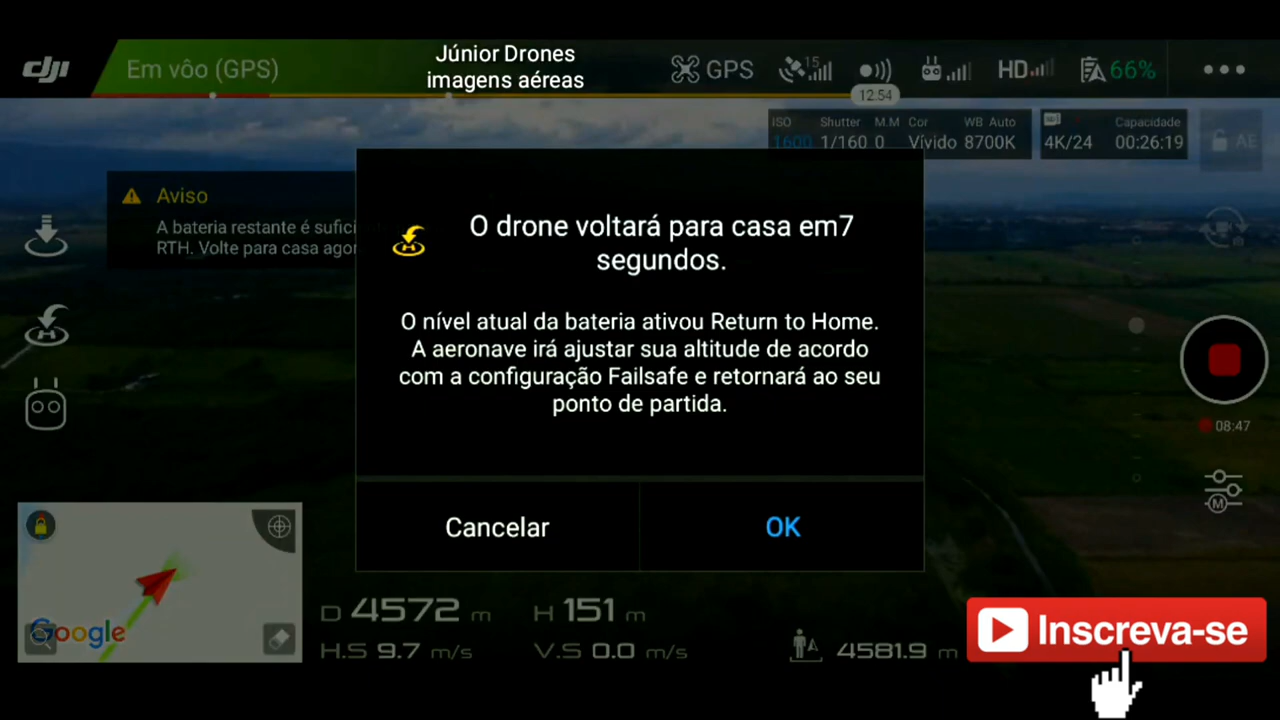 dji
Em vôo (GPS)
Júnior Drones
imagens aéreas
GPS
15
HD
66%
12:54
ISO Shutter M.M Cor WB Auto
1600 1/160 0 Vívido 8700K
Capacidade
4K/24 00:26:19
AE
Aviso
A bateria restante é
RTH. Volte para casa
O drone voltará para casa em7
segundos.
O nível atual da bateria ativou Return to Home.
A aeronave irá ajustar sua altitude de acordo
com a configuração Failsafe e retornará ao seu
ponto de partida.
Cancelar
OK
08:47
M
Google
D 4572 m H 151 m
H.S 9.7 m/s V.S 0.0 m/s 4581.9 m
Inscreva-se